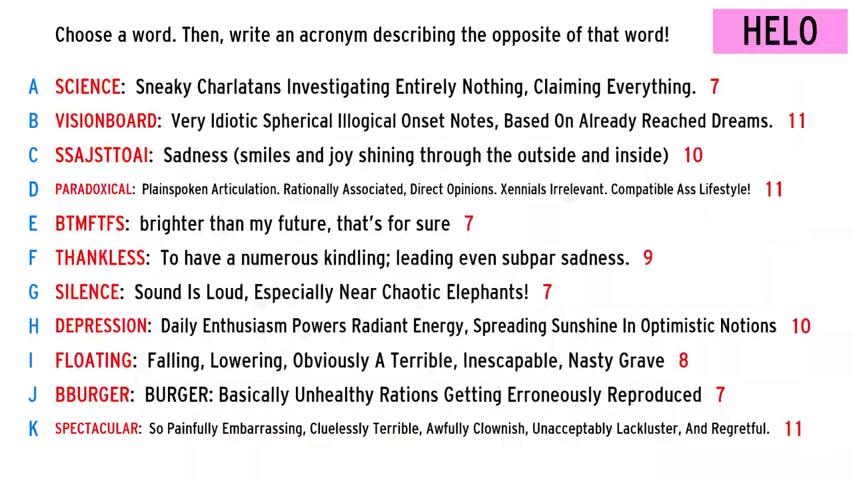 Choose a word. Then, write an acronym describing the opposite of that word!
HELO
A SCIENCE: Sneaky Charlatans Investigating Entirely Nothing, Claiming Everything. 7
B VISIONBOARD: Very Idiotic Spherical Illogical Onset Notes, Based On Already Reached Dreams. 11
C SSAJSTTOAI: Sadness (smiles and joy shining through the outside and inside) 10
D PARADOXICAL: Plainspoken Articulation. Rationally Associated, Direct Opinions. Xennials Irrelevant. Compatible Ass Lifestyle! 11
E BTMFTFS: brighter than my future, that's for sure 7
F THANKLESS: To have a numerous kindling; leading even subpar sadness. 9
G SILENCE: Sound Is Loud, Especially Near Chaotic Elephants! 7
H DEPRESSION: Daily Enthusiasm Powers Radiant Energy, Spreading Sunshine In Optimistic Notions 10
I FLOATING: Falling, Lowering, Obviously A Terrible, Inescapable, Nasty Grave 8
J BBURGER: BURGER: Basically Unhealthy Rations Getting Erroneously Reproduced 7
K SPECTACULAR: So Painfully Embarrassing, Cluelessly Terrible, Awfully Clownish, Unacceptably Lackluster, And Regretful. 11